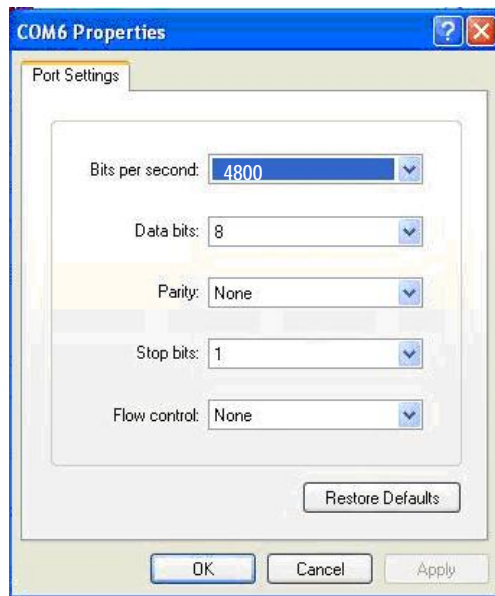 COM6 Properties
Port Settings
Bits per second: 4800
Data bits: 8
Parity: None
Stop bits: 1
Flow control: None
Restore Defaults
OK Cancel Apply